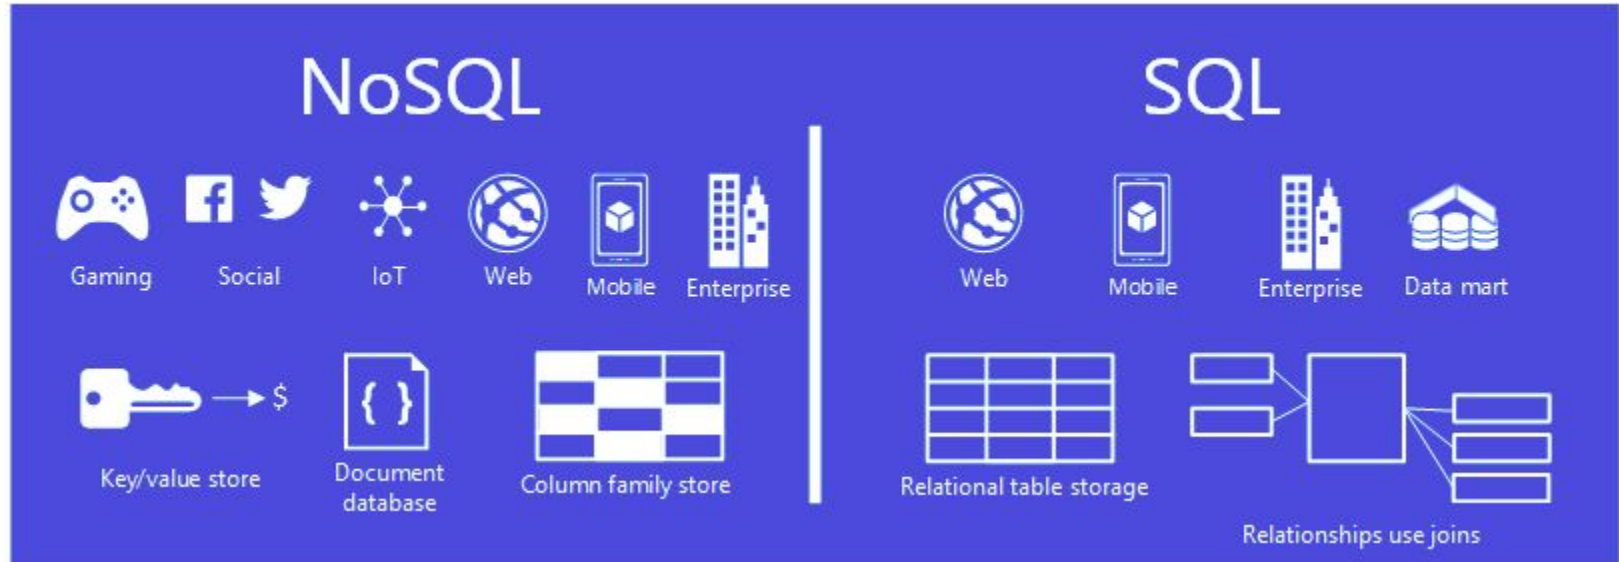 NoSQL
Gaming
Social
IoT
Web
Mobile
Enterprise
$
{ }
Key/value store
Document
database
Column family store
SQL
Web
Mobile
Enterprise
Data mart
Relational table storage
Relationships use joins